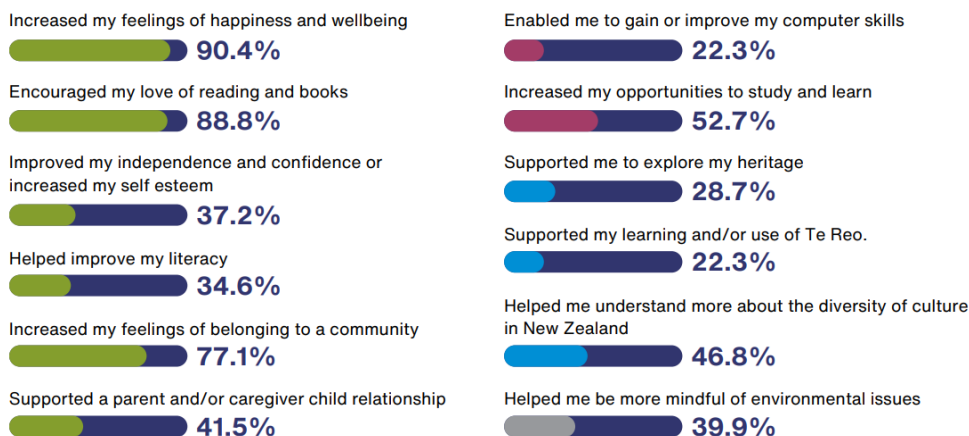 Increased my feelings of happiness and wellbeing
90.4%
Encouraged my love of reading and books
88.8%
Improved my independence and confidence or
increased my self esteem
37.2%
Helped improve my literacy
34.6%
Increased my feelings of belonging to a community
77.1%
Supported a parent and/or caregiver child relationship
41.5%
Enabled me to gain or improve my computer skills
22.3%
Increased my opportunities to study and learn
52.7%
Supported me to explore my heritage
28.7%
Supported my learning and/or use of Te Reo.
22.3%
Helped me understand more about the diversity of culture
in New Zealand
46.8%
Helped me be more mindful of environmental issues
39.9%